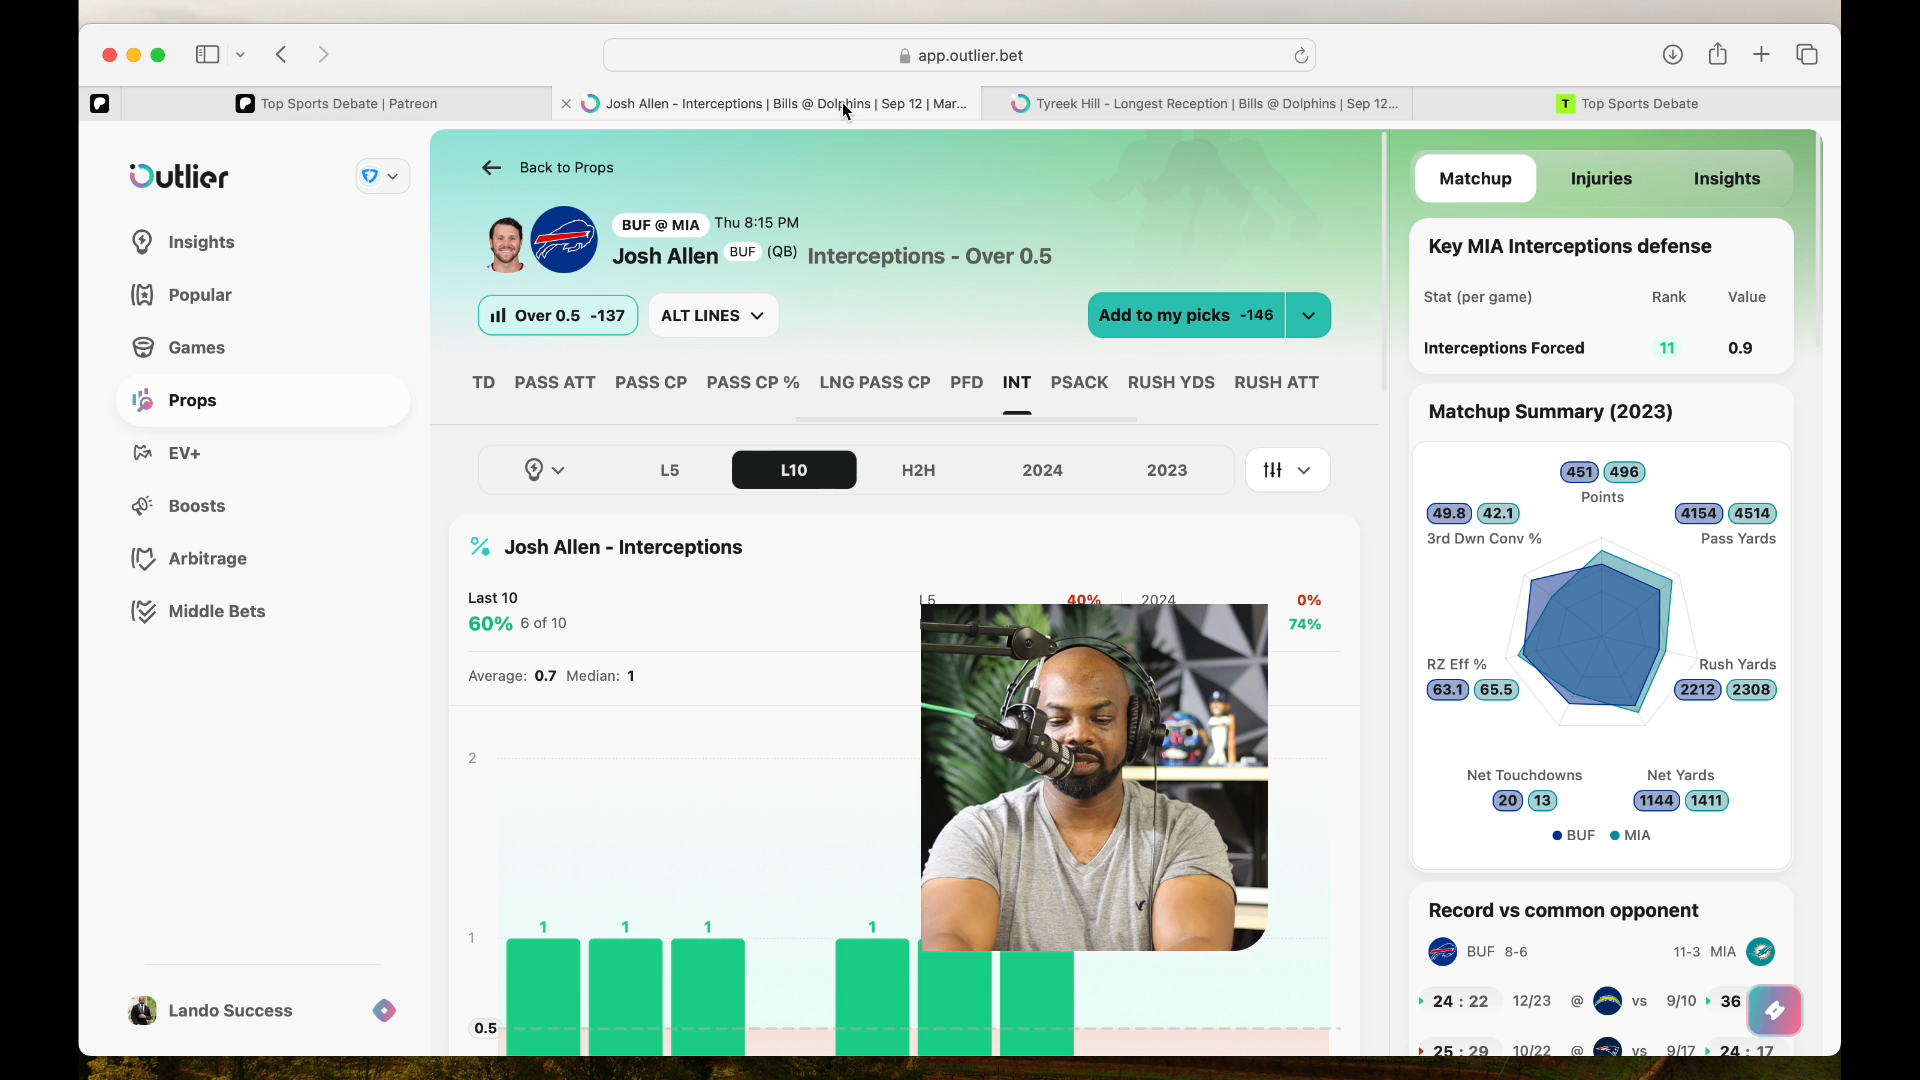 app.outlier.bet
Top Sports Debate | Patreon
Josh Allen - Interceptions | Bills @ Dolphins | Sep 12 | Mar...
Tyreek Hill - Longest Reception | Bills @ Dolphins | Sep 12...
T Top Sports Debate
Outlier
Insights
Popular
Games
Props
EV+
Boosts
Arbitrage
Middle Bets
Lando Success
Back to Props
BUF @ MIA Thu 8:15 PM
Josh Allen BUF (QB) Interceptions - Over 0.5
Over 0.5 -137 ALT LINES Add to my picks -146
TD PASS ATT PASS CP PASS CP % LNG PASS CP PFD INT PSACK RUSH YDS RUSH ATT
L5 L10 H2H 2024 2023
Josh Allen - Interceptions
Last 10 L5 40% 2024 0%
60% 6 of 10 74%
Average: 0.7 Median: 1
2
1 1 1 1
1
0.5
Matchup Injuries Insights
Key MIA Interceptions defense
Stat (per game) Rank Value
Interceptions Forced 11 0.9
Matchup Summary (2023)
451 496
Points
49.8 42.1 4154 4514
3rd Dwn Conv % Pass Yards
RZ Eff % Rush Yards
63.1 65.5 2212 2308
Net Touchdowns Net Yards
20 13 1144 1411
BUF MIA
Record vs common opponent
BUF 8-6 11-3 MIA
24 : 22 12/23 @ vs 9/10 36
25 : 29 10/22 @ vs 9/17 24 : 17